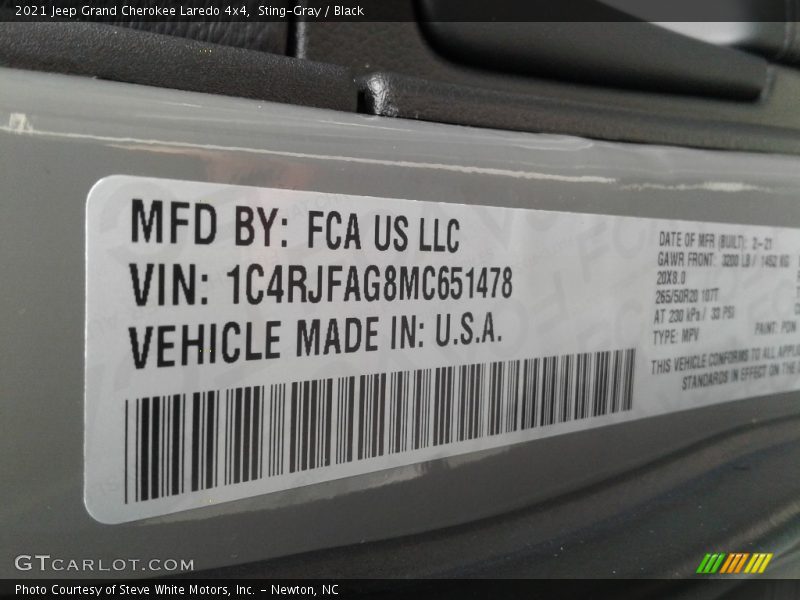 2021 Jeep Grand Cherokee Laredo 4x4, Sting-Gray / Black
MFD BY: FCA US LLC
VIN: 1C4RJFAG8MC651478
VEHICLE MADE IN: U.S.A.
DATE OF MFR (BUILT): 2-21
GAWR FRONT: 3200 LB / 1452 KG
20X8.0
265/50R20 107T
AT 230 kPa / 33 PSI
TYPE: MPV PAINT: PDN
THIS VEHICLE CONFORMS TO ALL
STANDARDS IN EFFECT ON THE
GTCARLOT.COM
Photo Courtesy of Steve White Motors, Inc. - Newton, NC